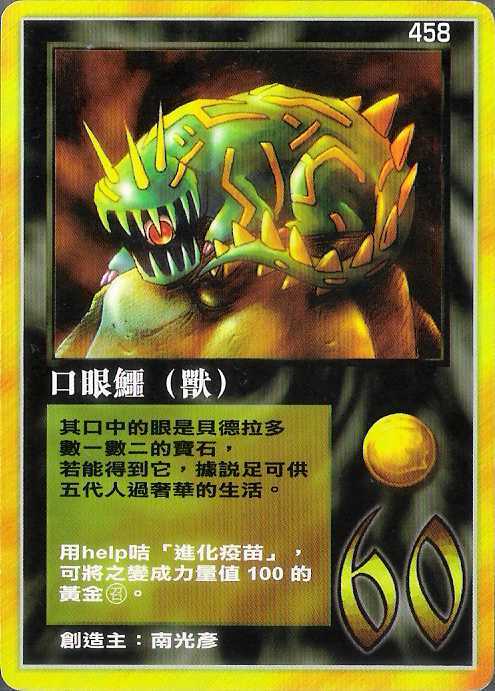 458
口眼鱷（獸）
其口中的眼是貝德拉多
數一數二的寶石，
若能得到它，據説足可供
五代人過奢華的生活。
用help咭「進化疫苗」，
可將之變成力量值 100 的
黃金㊂。
創造主：南光彥
60